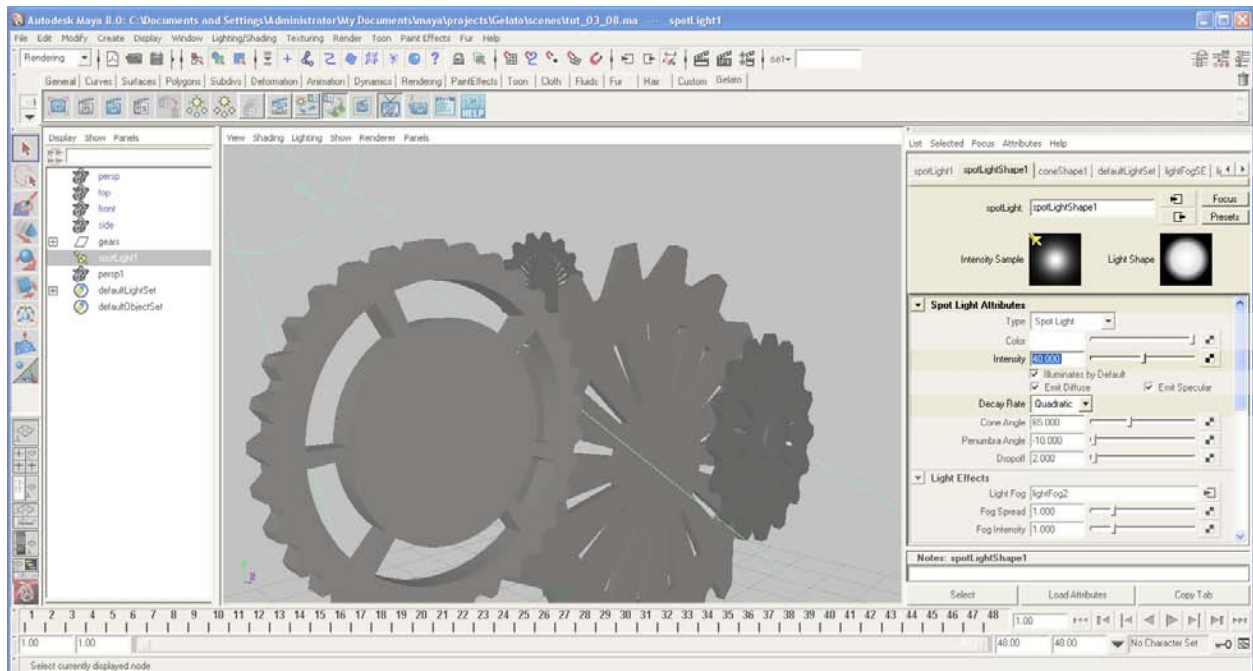 Autodesk Maya 8.0: C:\Documents and Settings\Administrator\My Documents\maya\projects\Gelato\scenes\tut_03_08.ma ---- spotLight1
File Edit Modify Create Display Window Lighting/Shading Texturing Render Toon Paint Effects Fur Help
Rendering
sel-
General Curves Surfaces Polygons Subdivs Deformation Animation Dynamics Rendering PaintEffects Toon Cloth Fluids Fur Hair Custom Gelato
HELP
Display Show Panels
persp
top
front
side
gears
spotLight1
persp1
defaultLightSet
defaultObjectSet
View Shading Lighting Show Renderer Panels
List Selected Focus Attributes Help
spotLight1 spotLightShape1 coneShape1 defaultLightSet lightFogSE
spotLight: spotLightShape1
Focus
Presets
Intensity Sample
Light Shape
Spot Light Attributes
Type Spot Light
Color
Intensity 40.000
Illuminates by Default
Emit Diffuse Emit Specular
Decay Rate Quadratic
Cone Angle 65.000
Penumbra Angle -10.000
Dropoff 2.000
Light Effects
Light Fog lightFog2
Fog Spread 1.000
Fog Intensity 1.000
Notes: spotLightShape1
Select Load Attributes Copy Tab
1 2 3 4 5 6 7 8 9 10 11 12 13 14 15 16 17 18 19 20 21 22 23 24 25 26 27 28 29 30 31 32 33 34 35 36 37 38 39 40 41 42 43 44 45 46 47 48 1.00
1.00 1.00 48.00 48.00 No Character Set
Select currently displayed node